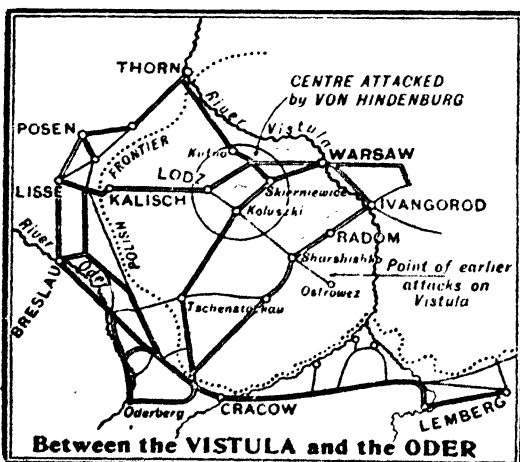 THORN
CENTRE ATTACKED
by VON HINDENBURG
River Vistula
POSEN
FRONTIER
Kutno
WARSAW
LODZ
LISSE
KALISCH
Skierniewice
IVANGOROD
Koluszki
POLISH
RADOM
River Oder
Sharshishk
Point of earlier
attacks on
Vistula
Ostrowez
BRESLAU
Tschenstochau
Oderberg
CRACOW
LEMBERG
Between the VISTULA and the ODER